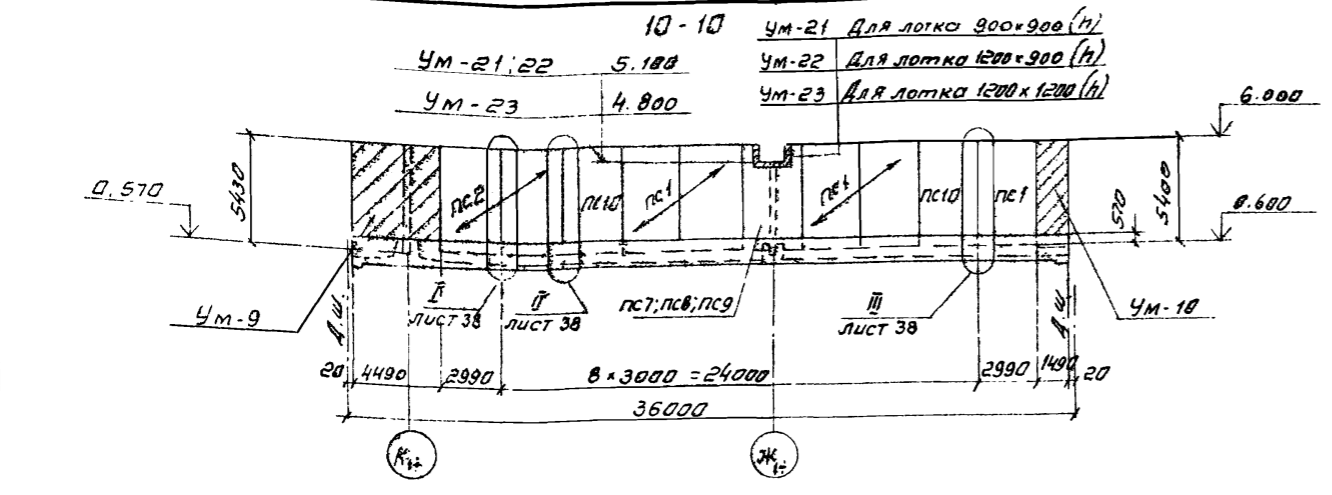 10-10
Ум-21 Для лотка 900×900 (h)
Ум-22 Для лотка 1200×900 (h)
Ум-23 Для лотка 1200×1200 (h)
Ум-21;22 5.100
Ум-23 4.800
6.000
0.570
5430
пс2
пс10
пс1
пс1
пс10
пс1
570
5400
0.600
Ум-9
Д.ш.
I
лист 38
II
лист 38
пс7;пс8;пс9
III
лист 38
Д.ш.
Ум-10
20 4490 2990 8×3000=24000 2990 1490 20
36000
Ж